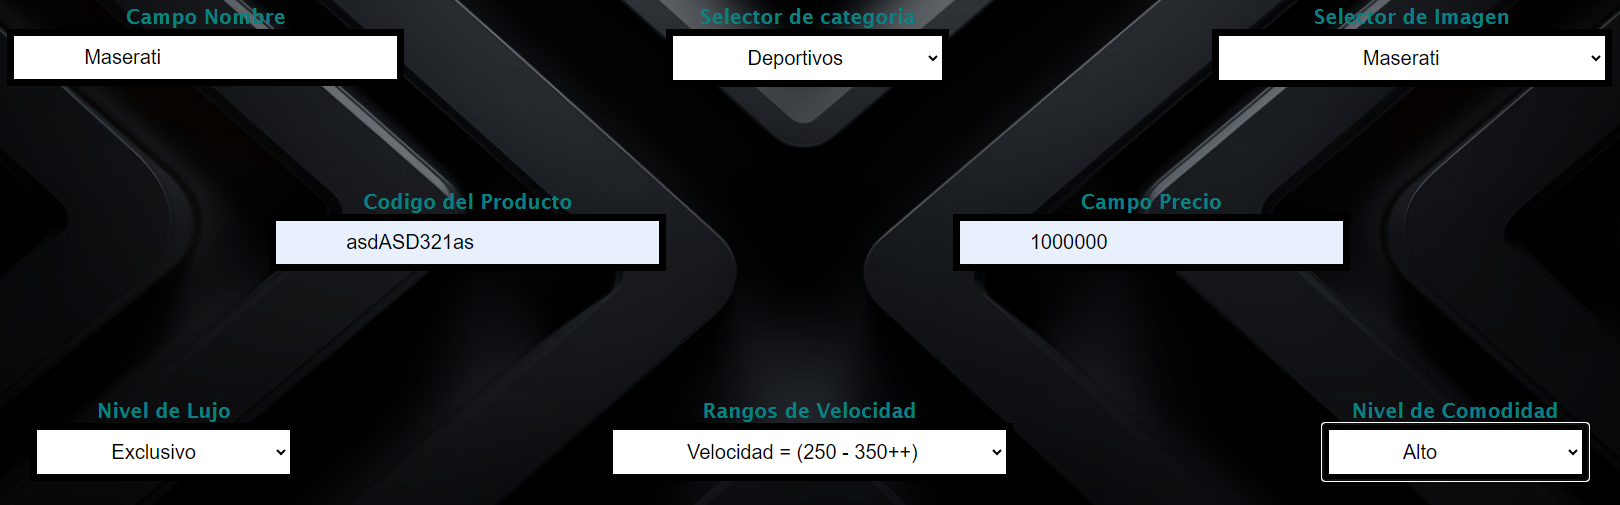 Campo Nombre
Selector de categoria
Selector de Imagen
Maserati
Deportivos
Maserati
Codigo del Producto
Campo Precio
asdASD321as
1000000
Nivel de Lujo
Rangos de Velocidad
Nivel de Comodidad
Exclusivo
Velocidad = (250 - 350++)
Alto